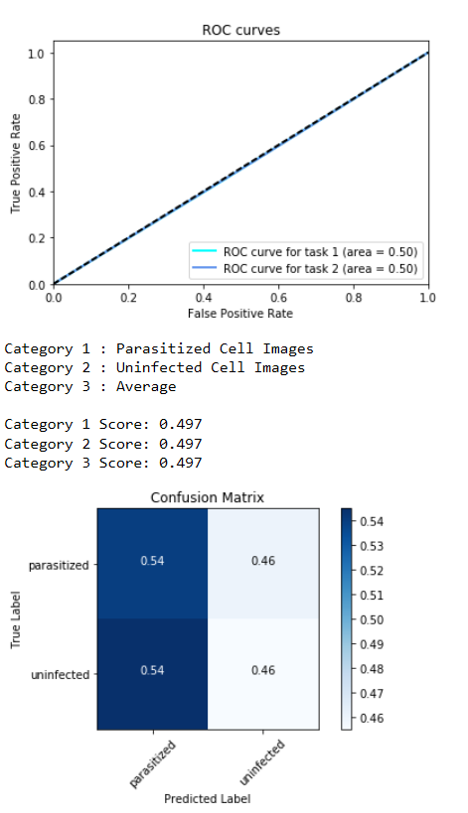 ROC curves
1.0
0.8
0.6
0.4
0.2
0.0
True Positive Rate
ROC curve for task 1 (area = 0.50)
ROC curve for task 2 (area = 0.50)
0.0 0.2 0.4 0.6 0.8 1.0
False Positive Rate
Category 1 : Parasitized Cell Images
Category 2 : Uninfected Cell Images
Category 3 : Average
Category 1 Score: 0.497
Category 2 Score: 0.497
Category 3 Score: 0.497
Confusion Matrix
True Label
parasitized
0.54 0.46
uninfected
0.54 0.46
parasitized uninfected
Predicted Label
0.54
0.53
0.52
0.51
0.50
0.49
0.48
0.47
0.46